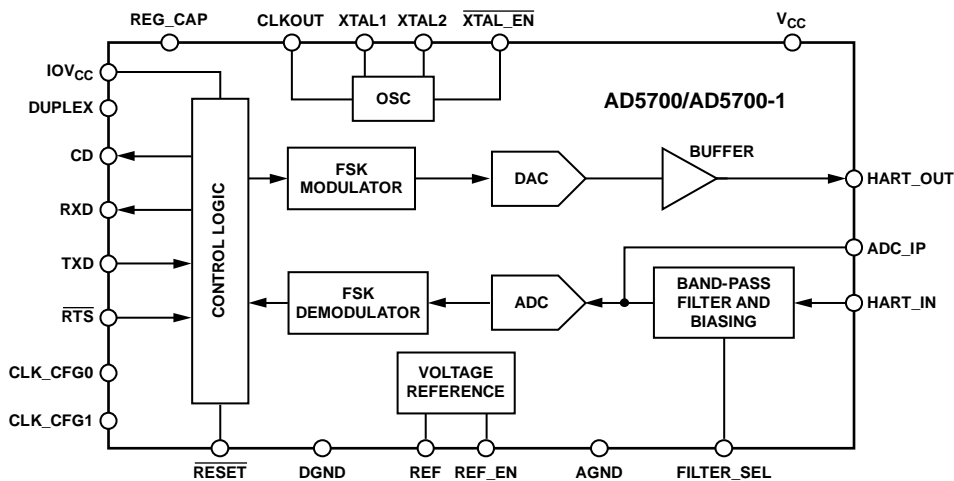 REG_CAP
CLKOUT
XTAL1
XTAL2
XTAL_EN
VCC
IOVCC
DUPLEX
CD
RXD
TXD
RTS
CLK_CFG0
CLK_CFG1
CONTROL LOGIC
OSC
AD5700/AD5700-1
FSK
MODULATOR
DAC
BUFFER
HART_OUT
ADC_IP
FSK
DEMODULATOR
ADC
BAND-PASS
FILTER AND
BIASING
HART_IN
VOLTAGE
REFERENCE
RESET
DGND
REF
REF_EN
AGND
FILTER_SEL